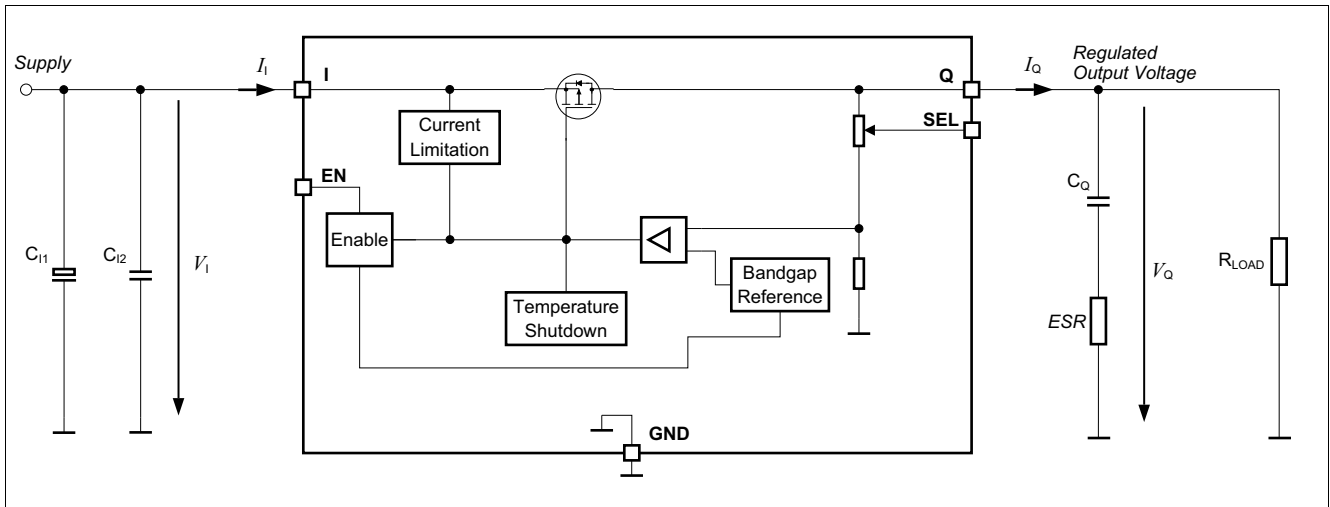 Supply
I_I
I
Q
I_Q
Regulated
Output Voltage
Current
Limitation
SEL
EN
C_Q
Enable
C_I1
C_I2
V_I
Bandgap
Reference
V_Q
R_LOAD
Temperature
Shutdown
ESR
GND